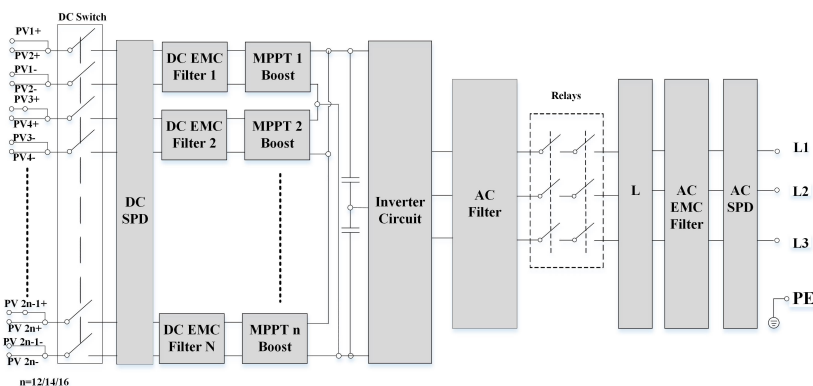 DC Switch
PV1+
PV2+
PV1-
PV2-
PV3+
PV4+
PV3-
PV4-
PV 2n-1+
PV 2n+
PV 2n-1-
PV 2n-
n=12/14/16
DC
SPD
DC EMC
Filter 1
MPPT 1
Boost
DC EMC
Filter 2
MPPT 2
Boost
DC EMC
Filter N
MPPT n
Boost
Inverter
Circuit
AC
Filter
Relays
L
AC
EMC
Filter
AC
SPD
L1
L2
L3
PE